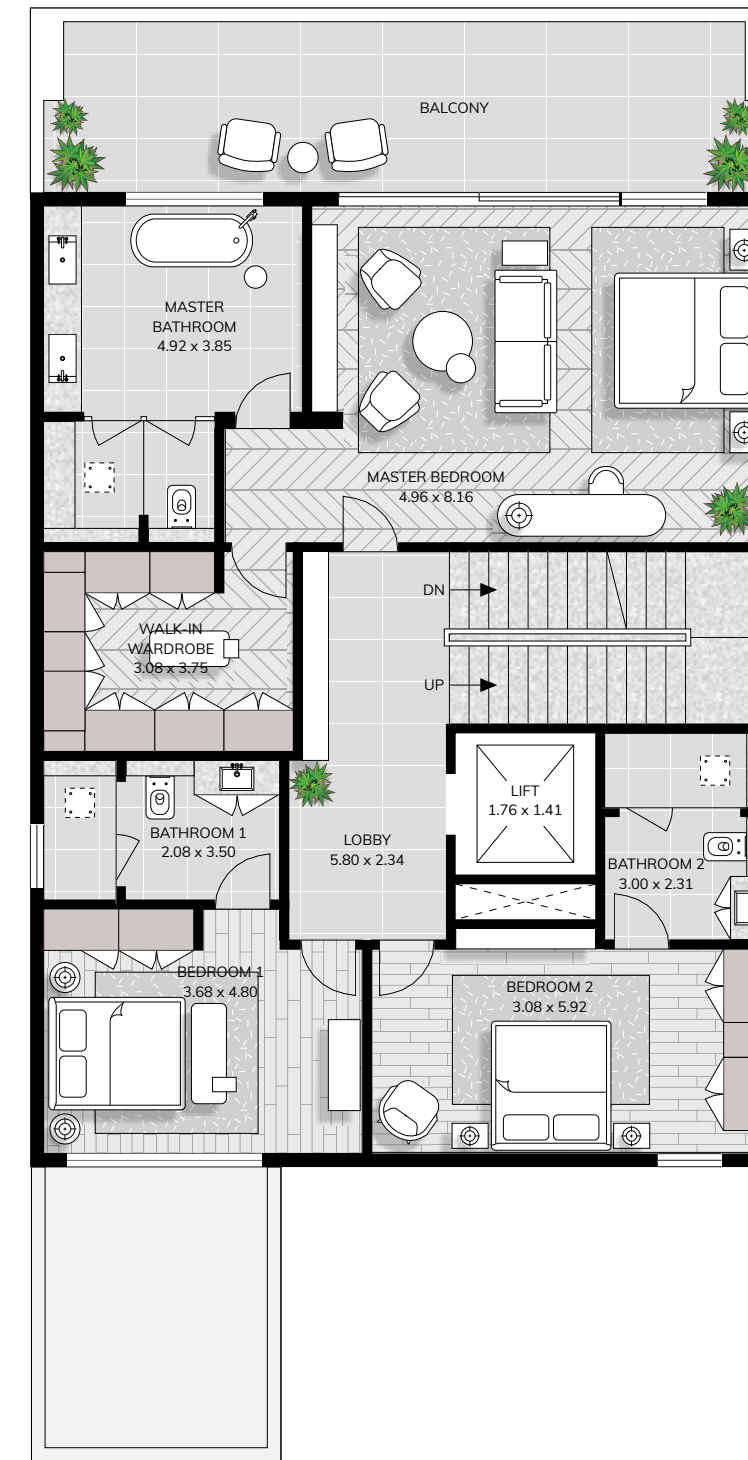 BALCONY
MASTER
BATHROOM
4.92 x 3.85
MASTER BEDROOM
4.96 x 8.16
DN
WALK-IN
WARDROBE
3.08 x 3.75
UP
LIFT
1.76 x 1.41
BATHROOM 1
2.08 x 3.50
LOBBY
5.80 x 2.34
BATHROOM 2
3.00 x 2.31
BEDROOM 1
3.68 x 4.80
BEDROOM 2
3.08 x 5.92